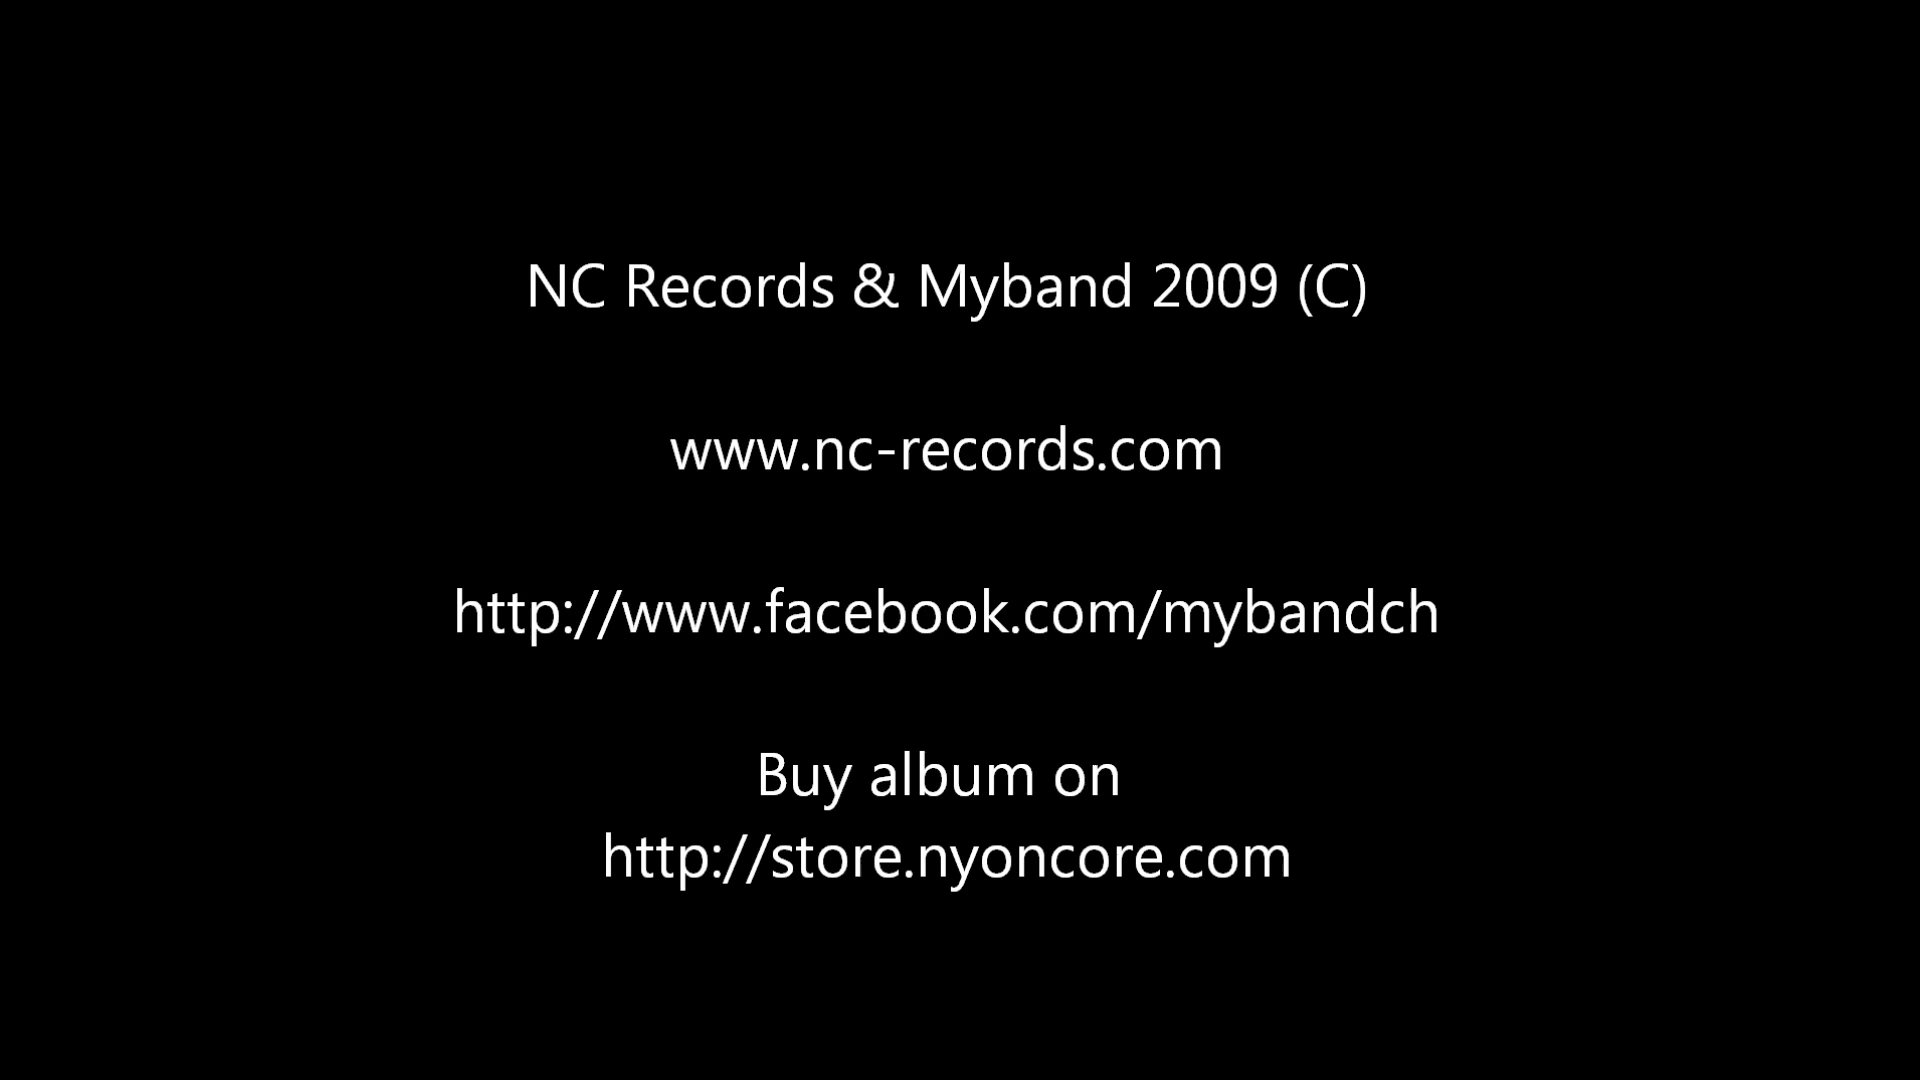 NC Records & Myband 2009 (C)
www.nc-records.com
http://www.facebook.com/mybandch
Buy album on
http://store.nyoncore.com